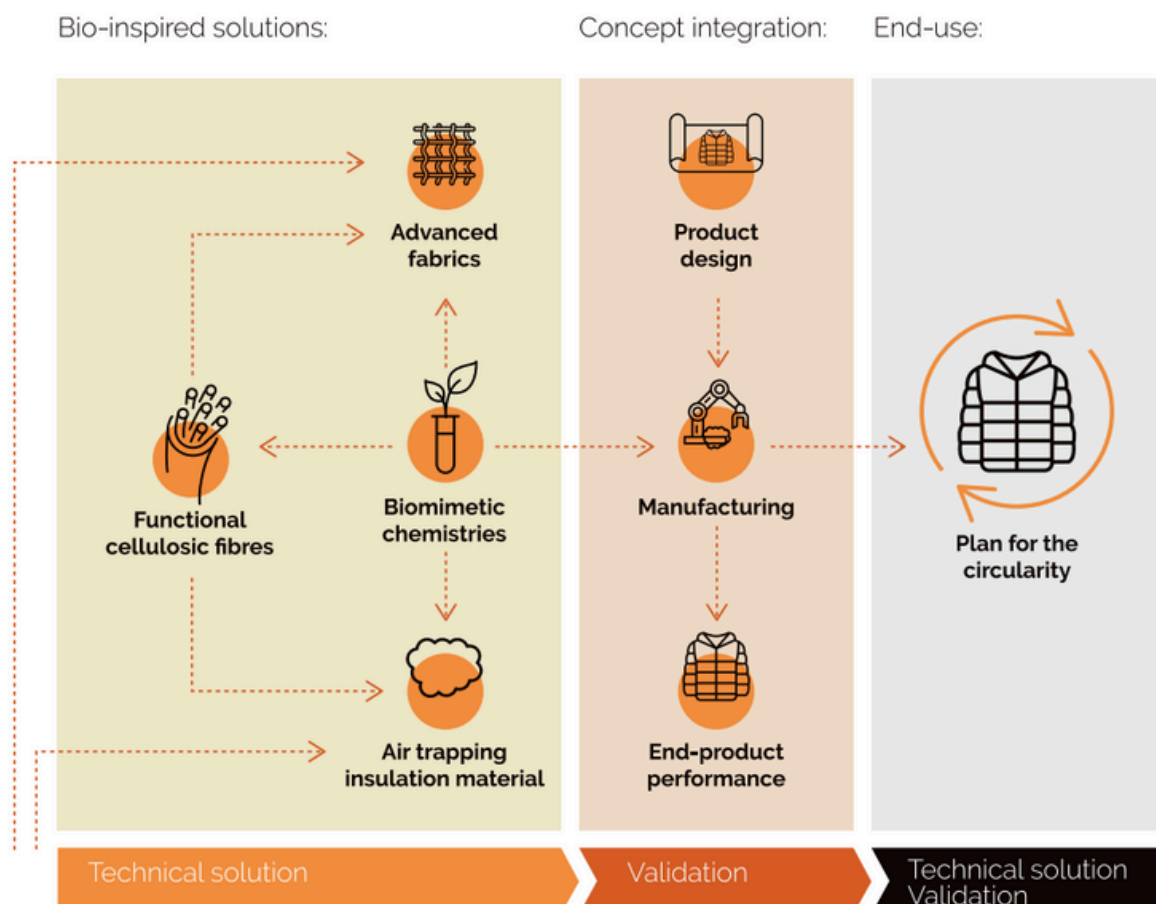 Bio-inspired solutions:
Concept integration:
End-use:
Advanced
fabrics
Product
design
Functional
cellulosic fibres
Biomimetic
chemistries
Manufacturing
Plan for the
circularity
Air trapping
insulation material
End-product
performance
Technical solution
Validation
Technical solution
Validation